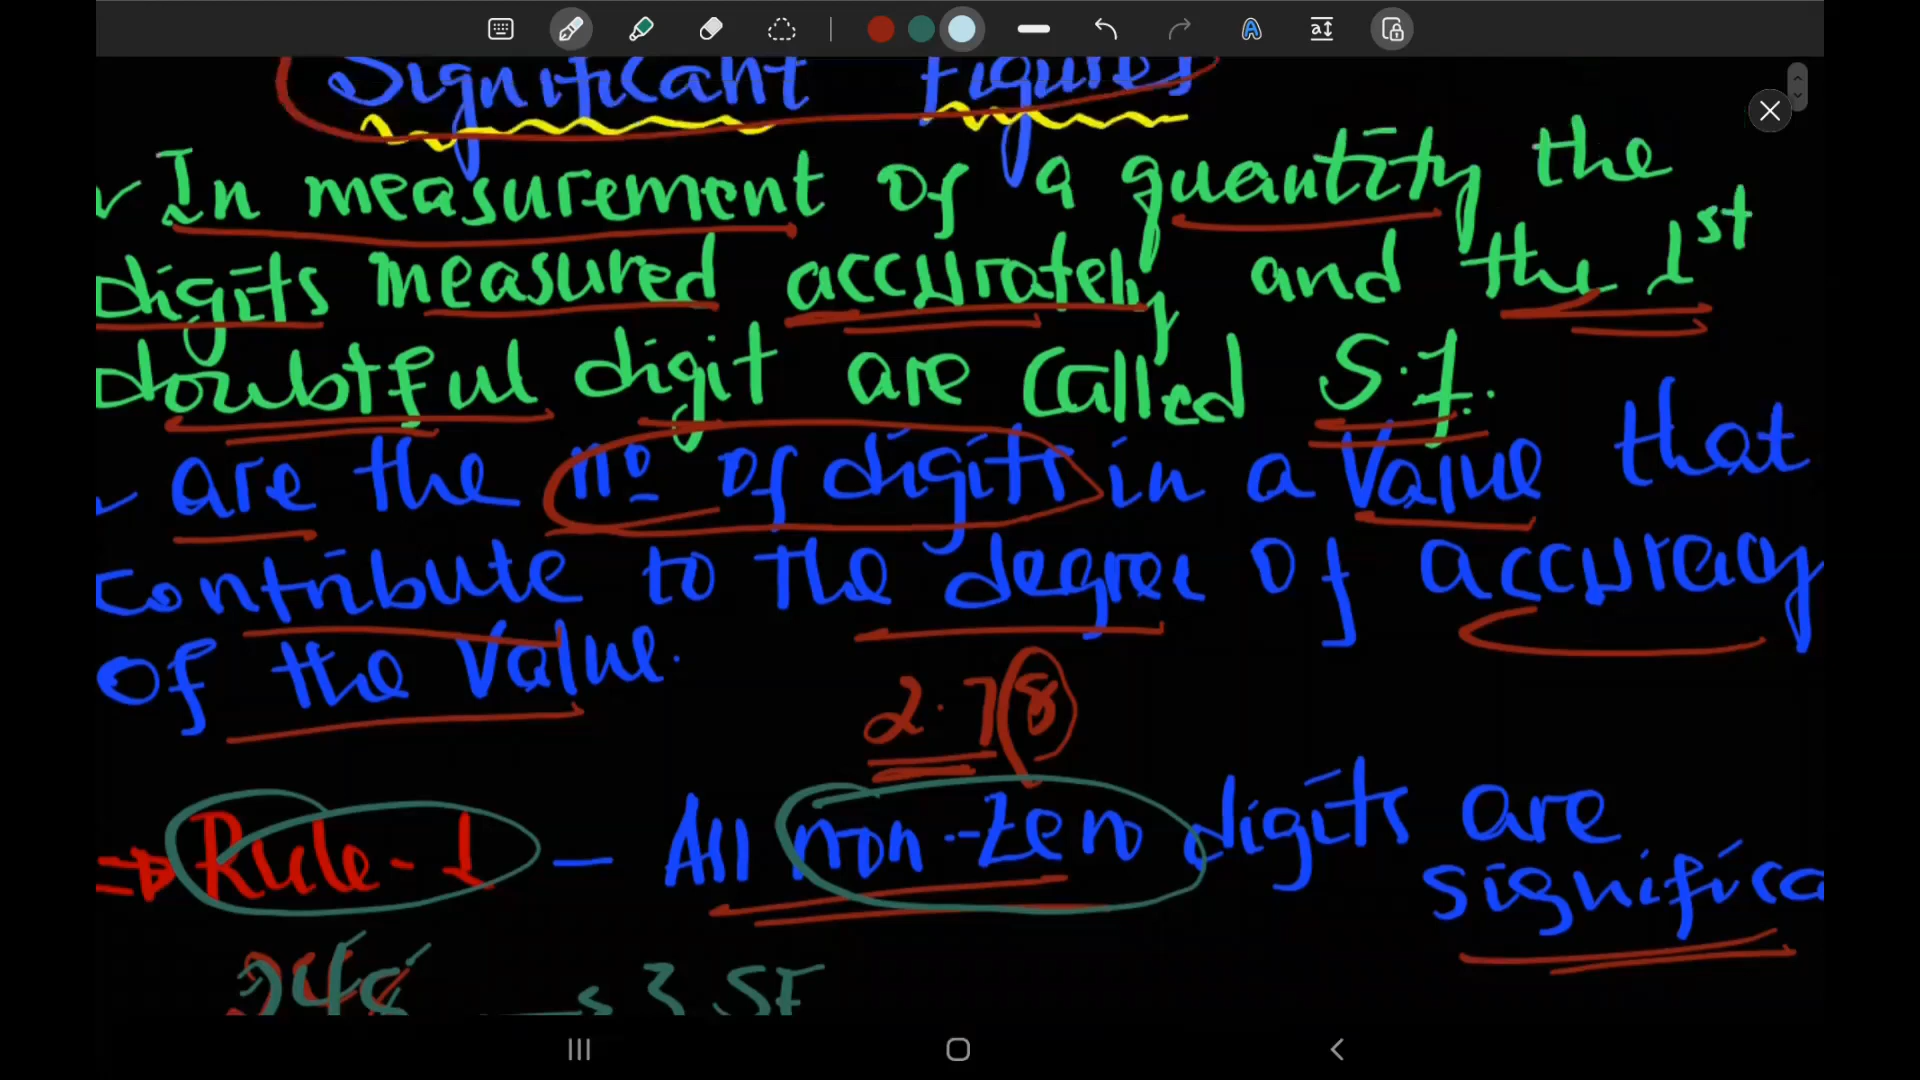 Significant Figures
In measurement of a quantity the
digits measured accurately and the 1st
doubtful digit are called S.f.
are the no of digits in a value that
contribute to the degree of accuracy
of the value.
2.78
⇒ Rule-1 - All non-zero digits are
significa
348 3 SF